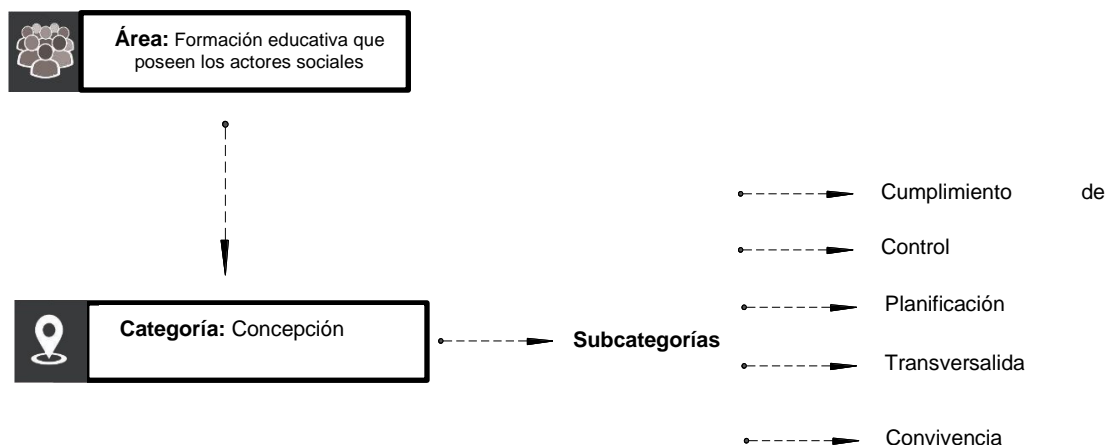 Área: Formación educativa que
poseen los actores sociales
Cumplimiento de
Control
Planificación
Categoría: Concepción
Subcategorías
Transversalida
Convivencia